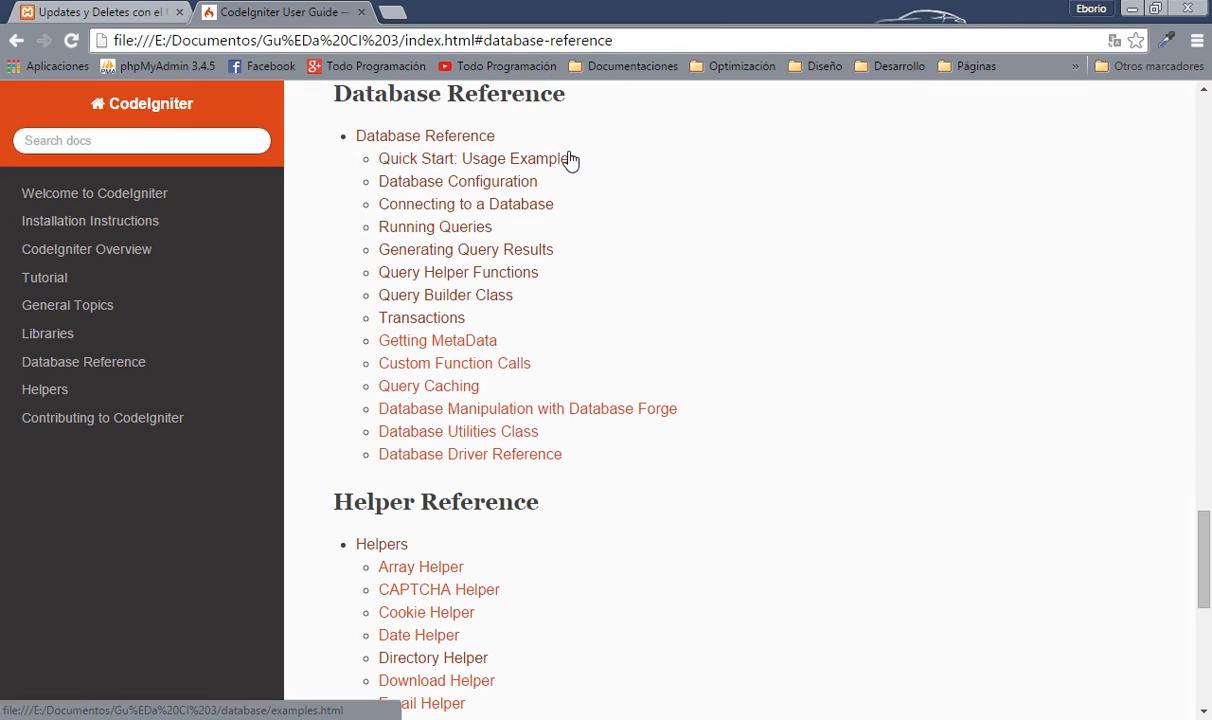 Updates y Deletes con el
CodeIgniter User Guide —
Eborio
file:///E:/Documentos/Gu%EDa%20CI%203/index.html#database-reference
Aplicaciones
phpMyAdmin 3.4.5
Facebook
Todo Programación
Todo Programación
Documentaciones
Optimización
Diseño
Desarrollo
Páginas
»
Otros marcadores
CodeIgniter
Search docs
Welcome to CodeIgniter
Installation Instructions
CodeIgniter Overview
Tutorial
General Topics
Libraries
Database Reference
Helpers
Contributing to CodeIgniter
Database Reference
Database Reference
Quick Start: Usage Example
Database Configuration
Connecting to a Database
Running Queries
Generating Query Results
Query Helper Functions
Query Builder Class
Transactions
Getting MetaData
Custom Function Calls
Query Caching
Database Manipulation with Database Forge
Database Utilities Class
Database Driver Reference
Helper Reference
Helpers
Array Helper
CAPTCHA Helper
Cookie Helper
Date Helper
Directory Helper
Download Helper
Email Helper
file:///E:/Documentos/Gu%EDa%20CI%203/database/examples.html